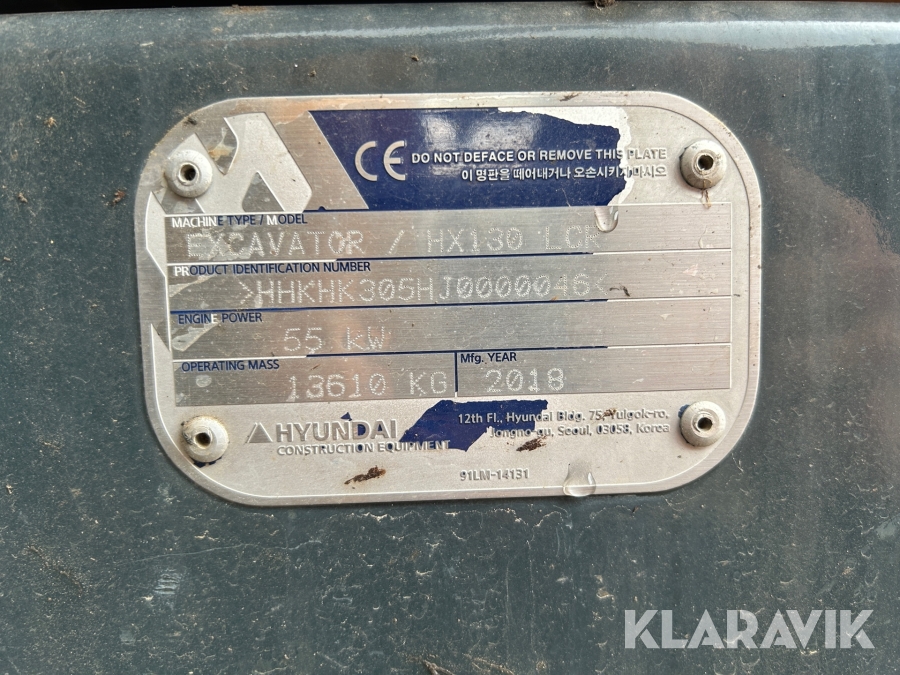 CE DO NOT DEFACE OR REMOVE THIS PLATE
이 명판을 떼어내거나 오손시키지마시오
MACHINE TYPE / MODEL
EXCAVATOR / HX130 LCR
PRODUCT IDENTIFICATION NUMBER
>HHKHK305HJ0000046<
ENGINE POWER
55 kW
OPERATING MASS
13610 KG
Mfg. YEAR
2018
HYUNDAI
CONSTRUCTION EQUIPMENT
12th Fl., Hyundai Bldg. 75, Yulgok-ro,
Jongno-gu, Seoul, 03058, Korea
91LM-14131
KLARAVIK